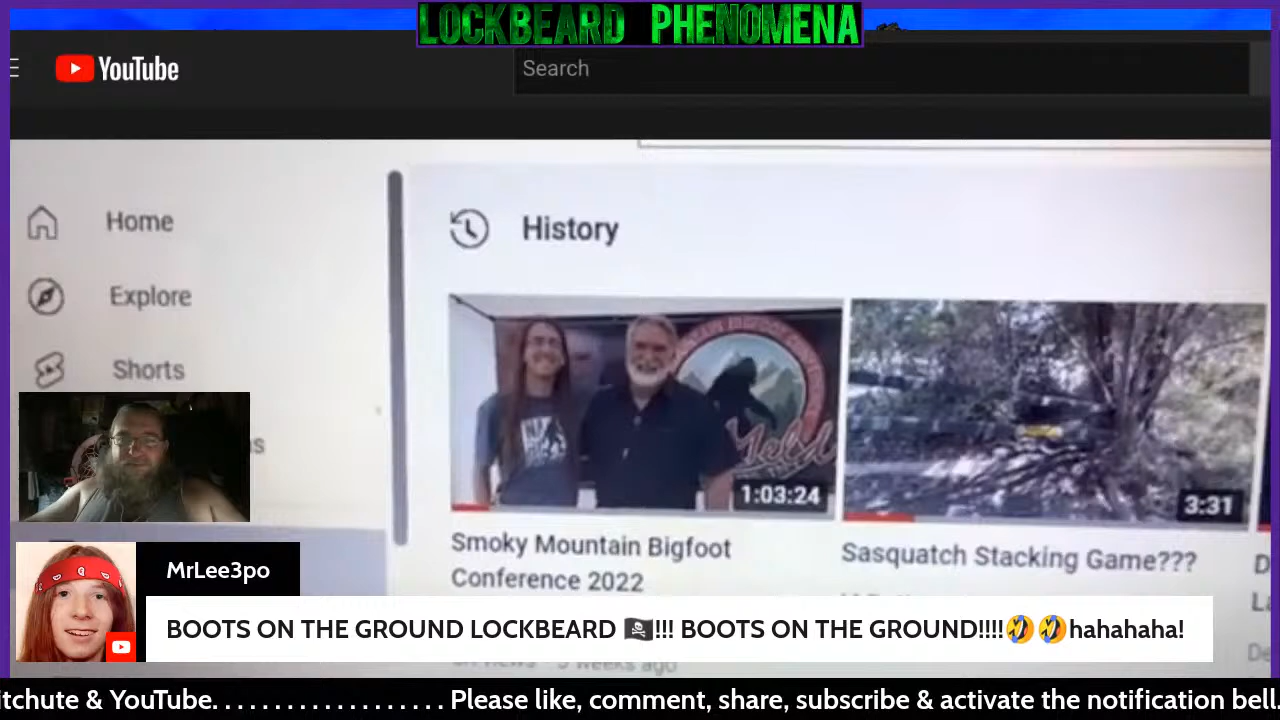 LOCKBEARD PHENOMENA
YouTube
Search
Home
Explore
Shorts
History
1:03:24
3:31
Smoky Mountain Bigfoot
Conference 2022
Sasquatch Stacking Game???
MrLee3po
BOOTS ON THE GROUND LOCKBEARD 🏴‍☠️!!! BOOTS ON THE GROUND!!!!🤣🤣hahahaha!
weeks ago
itchute & YouTube. . . . . . . . . . . . . . . . . . . Please like, comment, share, subscribe & activate the notification bell.